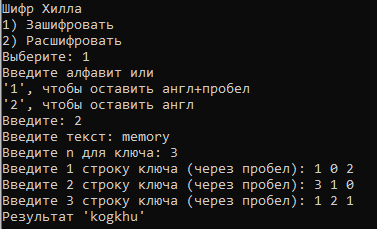 Шифр Хилла
1) Зашифровать
2) Расшифровать
Выберите: 1
Введите алфавит или
'1', чтобы оставить англ+пробел
'2', чтобы оставить англ
Введите: 2
Введите текст: memory
Введите n для ключа: 3
Введите 1 строку ключа (через пробел): 1 0 2
Введите 2 строку ключа (через пробел): 3 1 0
Введите 3 строку ключа (через пробел): 1 2 1
Результат 'kogkhu'